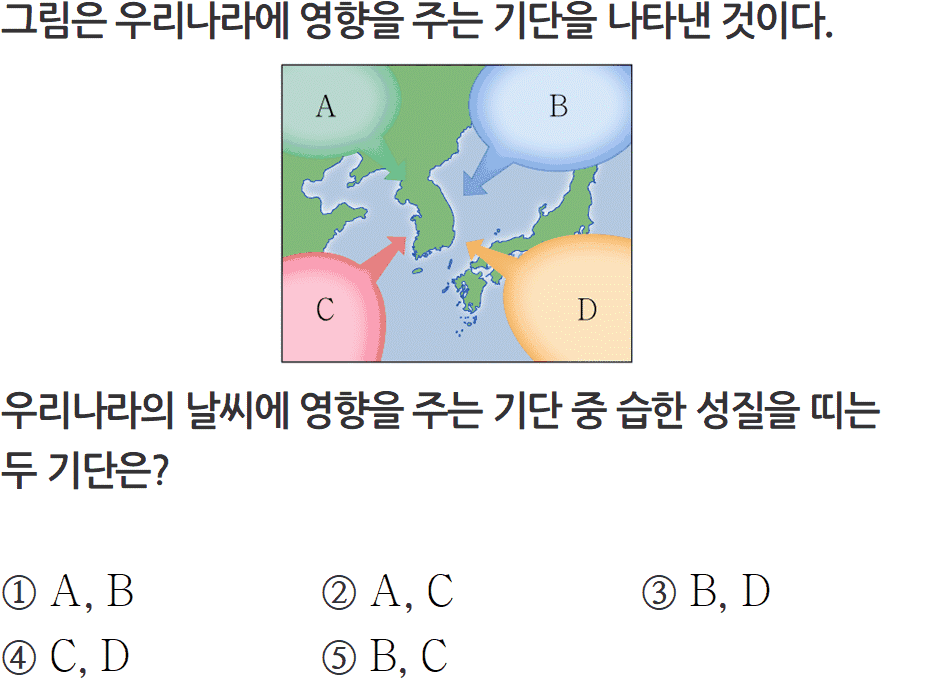 그림은 우리나라에 영향을 주는 기단을 나타낸 것이다.
A
B
C
D
우리나라의 날씨에 영향을 주는 기단 중 습한 성질을 띠는
두 기단은?
① A, B ② A, C ③ B, D
④ C, D ⑤ B, C